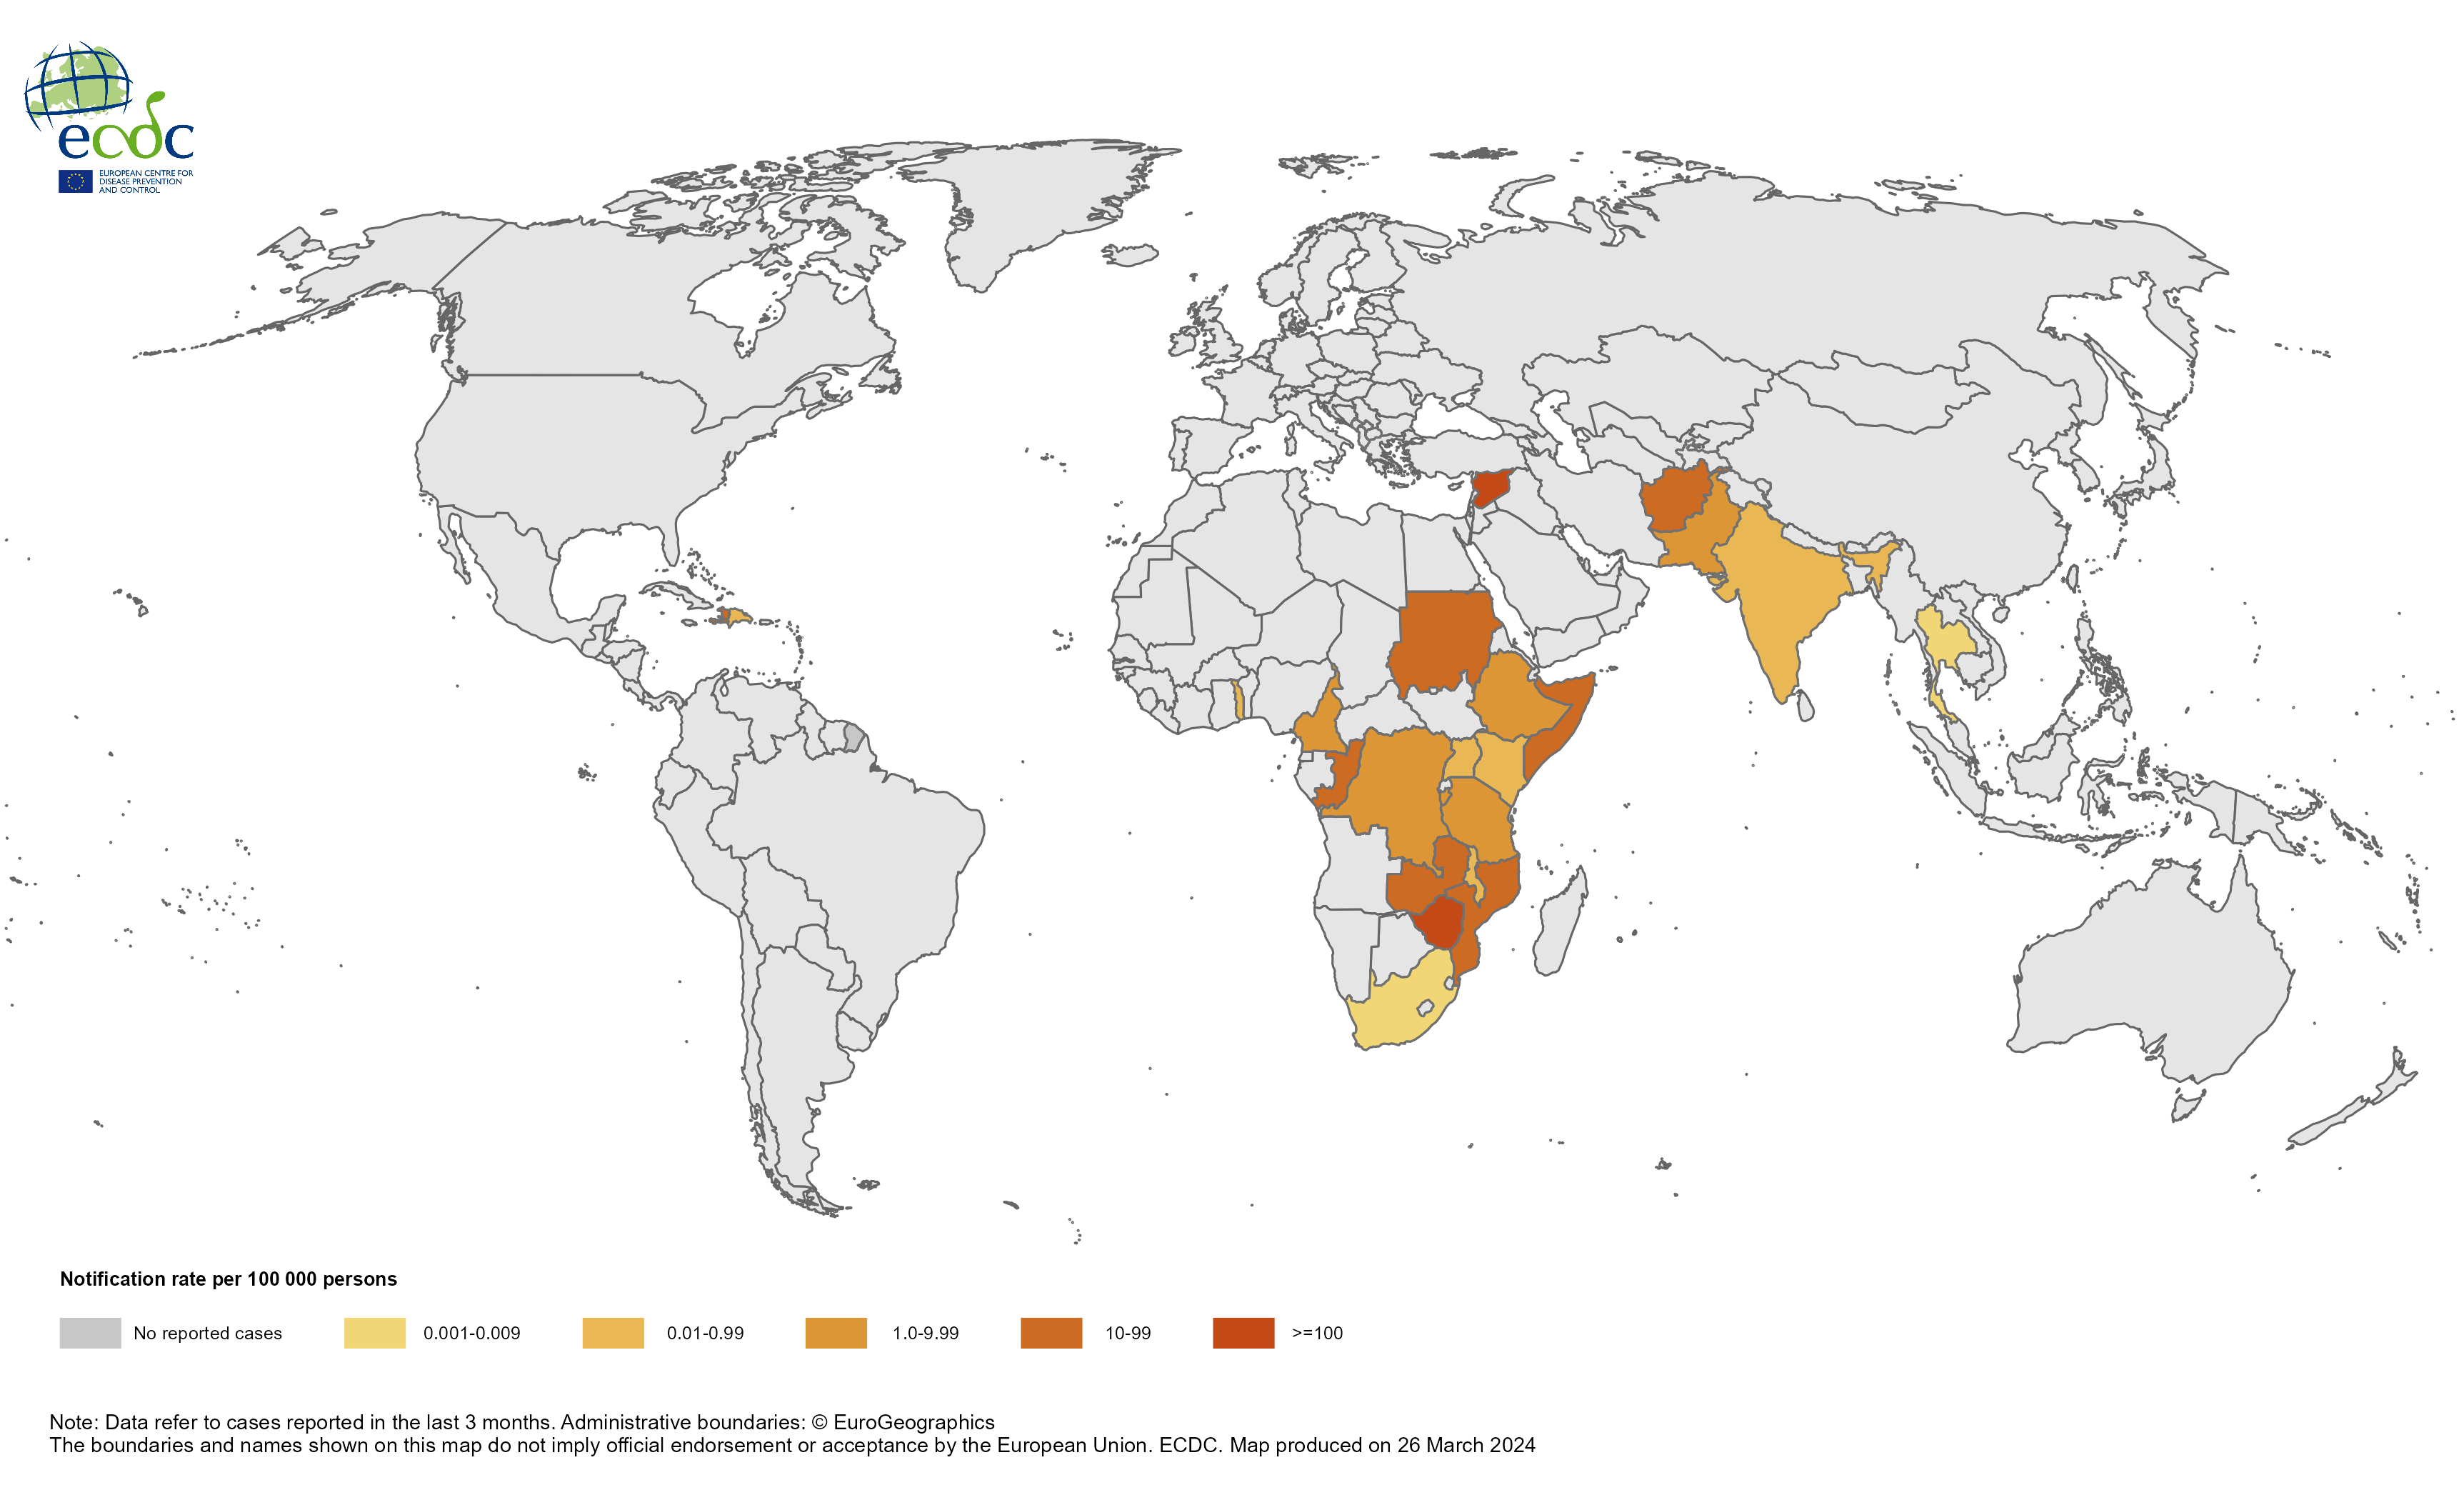 ecdc
EUROPEAN CENTRE FOR
DISEASE PREVENTION
AND CONTROL
Notification rate per 100 000 persons
No reported cases
0.001-0.009
0.01-0.99
1.0-9.99
10-99
>=100
Note: Data refer to cases reported in the last 3 months. Administrative boundaries: © EuroGeographics
The boundaries and names shown on this map do not imply official endorsement or acceptance by the European Union. ECDC. Map produced on 26 March 2024